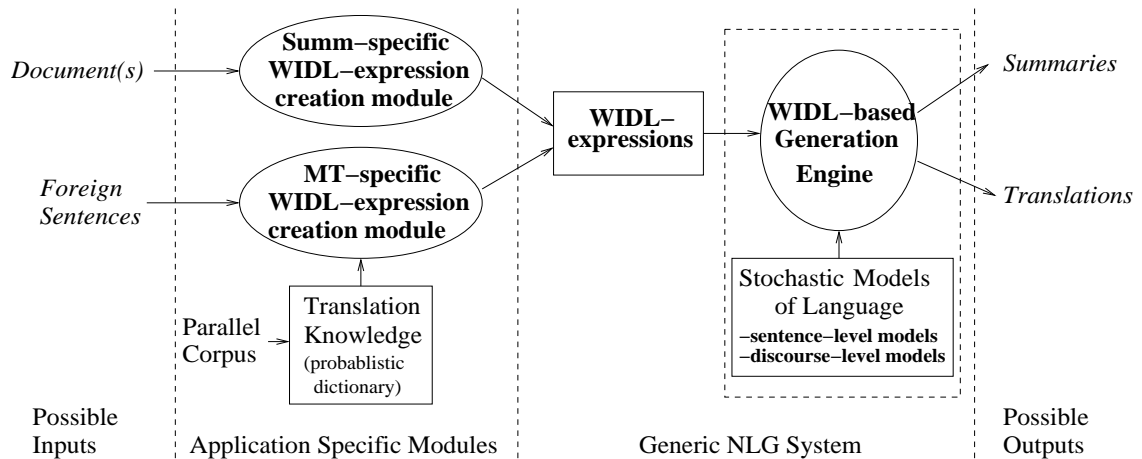 Document(s)
Summ-specific
WIDL-expression
creation module
Foreign
Sentences
MT-specific
WIDL-expression
creation module
Parallel
Corpus
Translation
Knowledge
(probablistic
dictionary)
WIDL-
expressions
WIDL-based
Generation
Engine
Stochastic Models
of Language
-sentence-level models
-discourse-level models
Summaries
Translations
Possible
Inputs
Application Specific Modules
Generic NLG System
Possible
Outputs